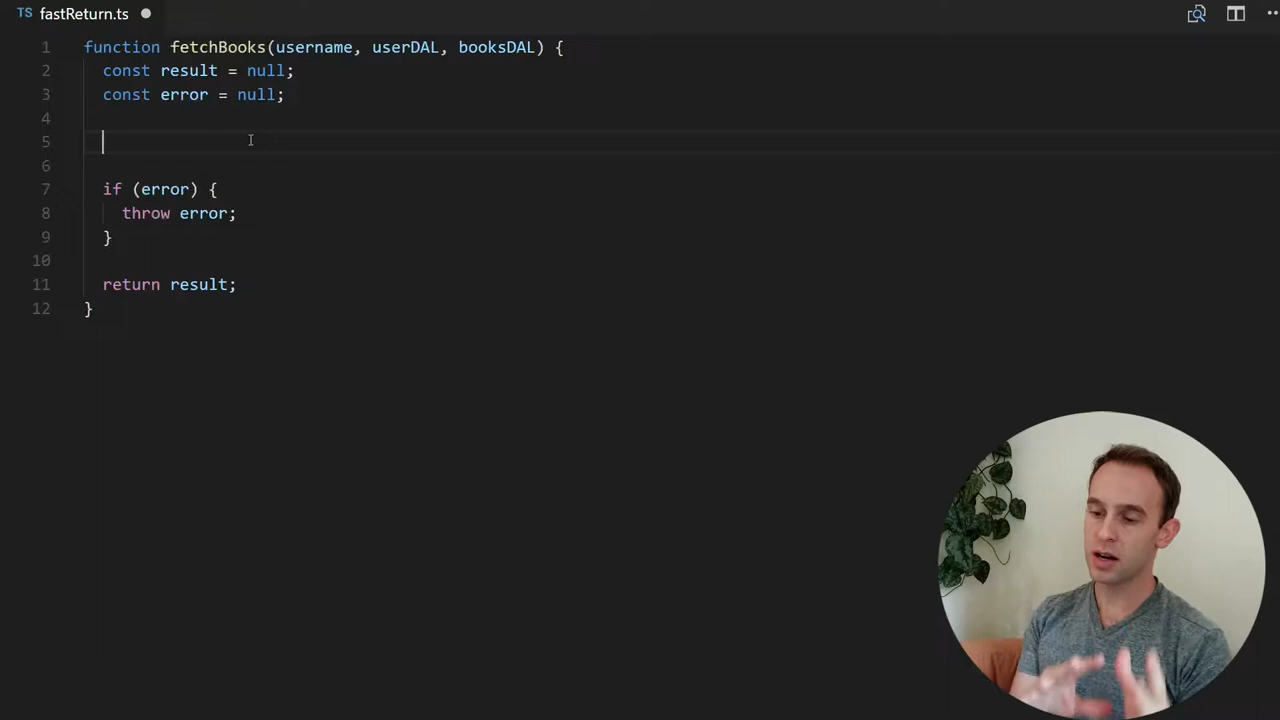 TS fastReturn.ts
1 function fetchBooks(username, userDAL, booksDAL) {
2 const result = null;
3 const error = null;
4
5
6
7 if (error) {
8 throw error;
9 }
10
11 return result;
12 }